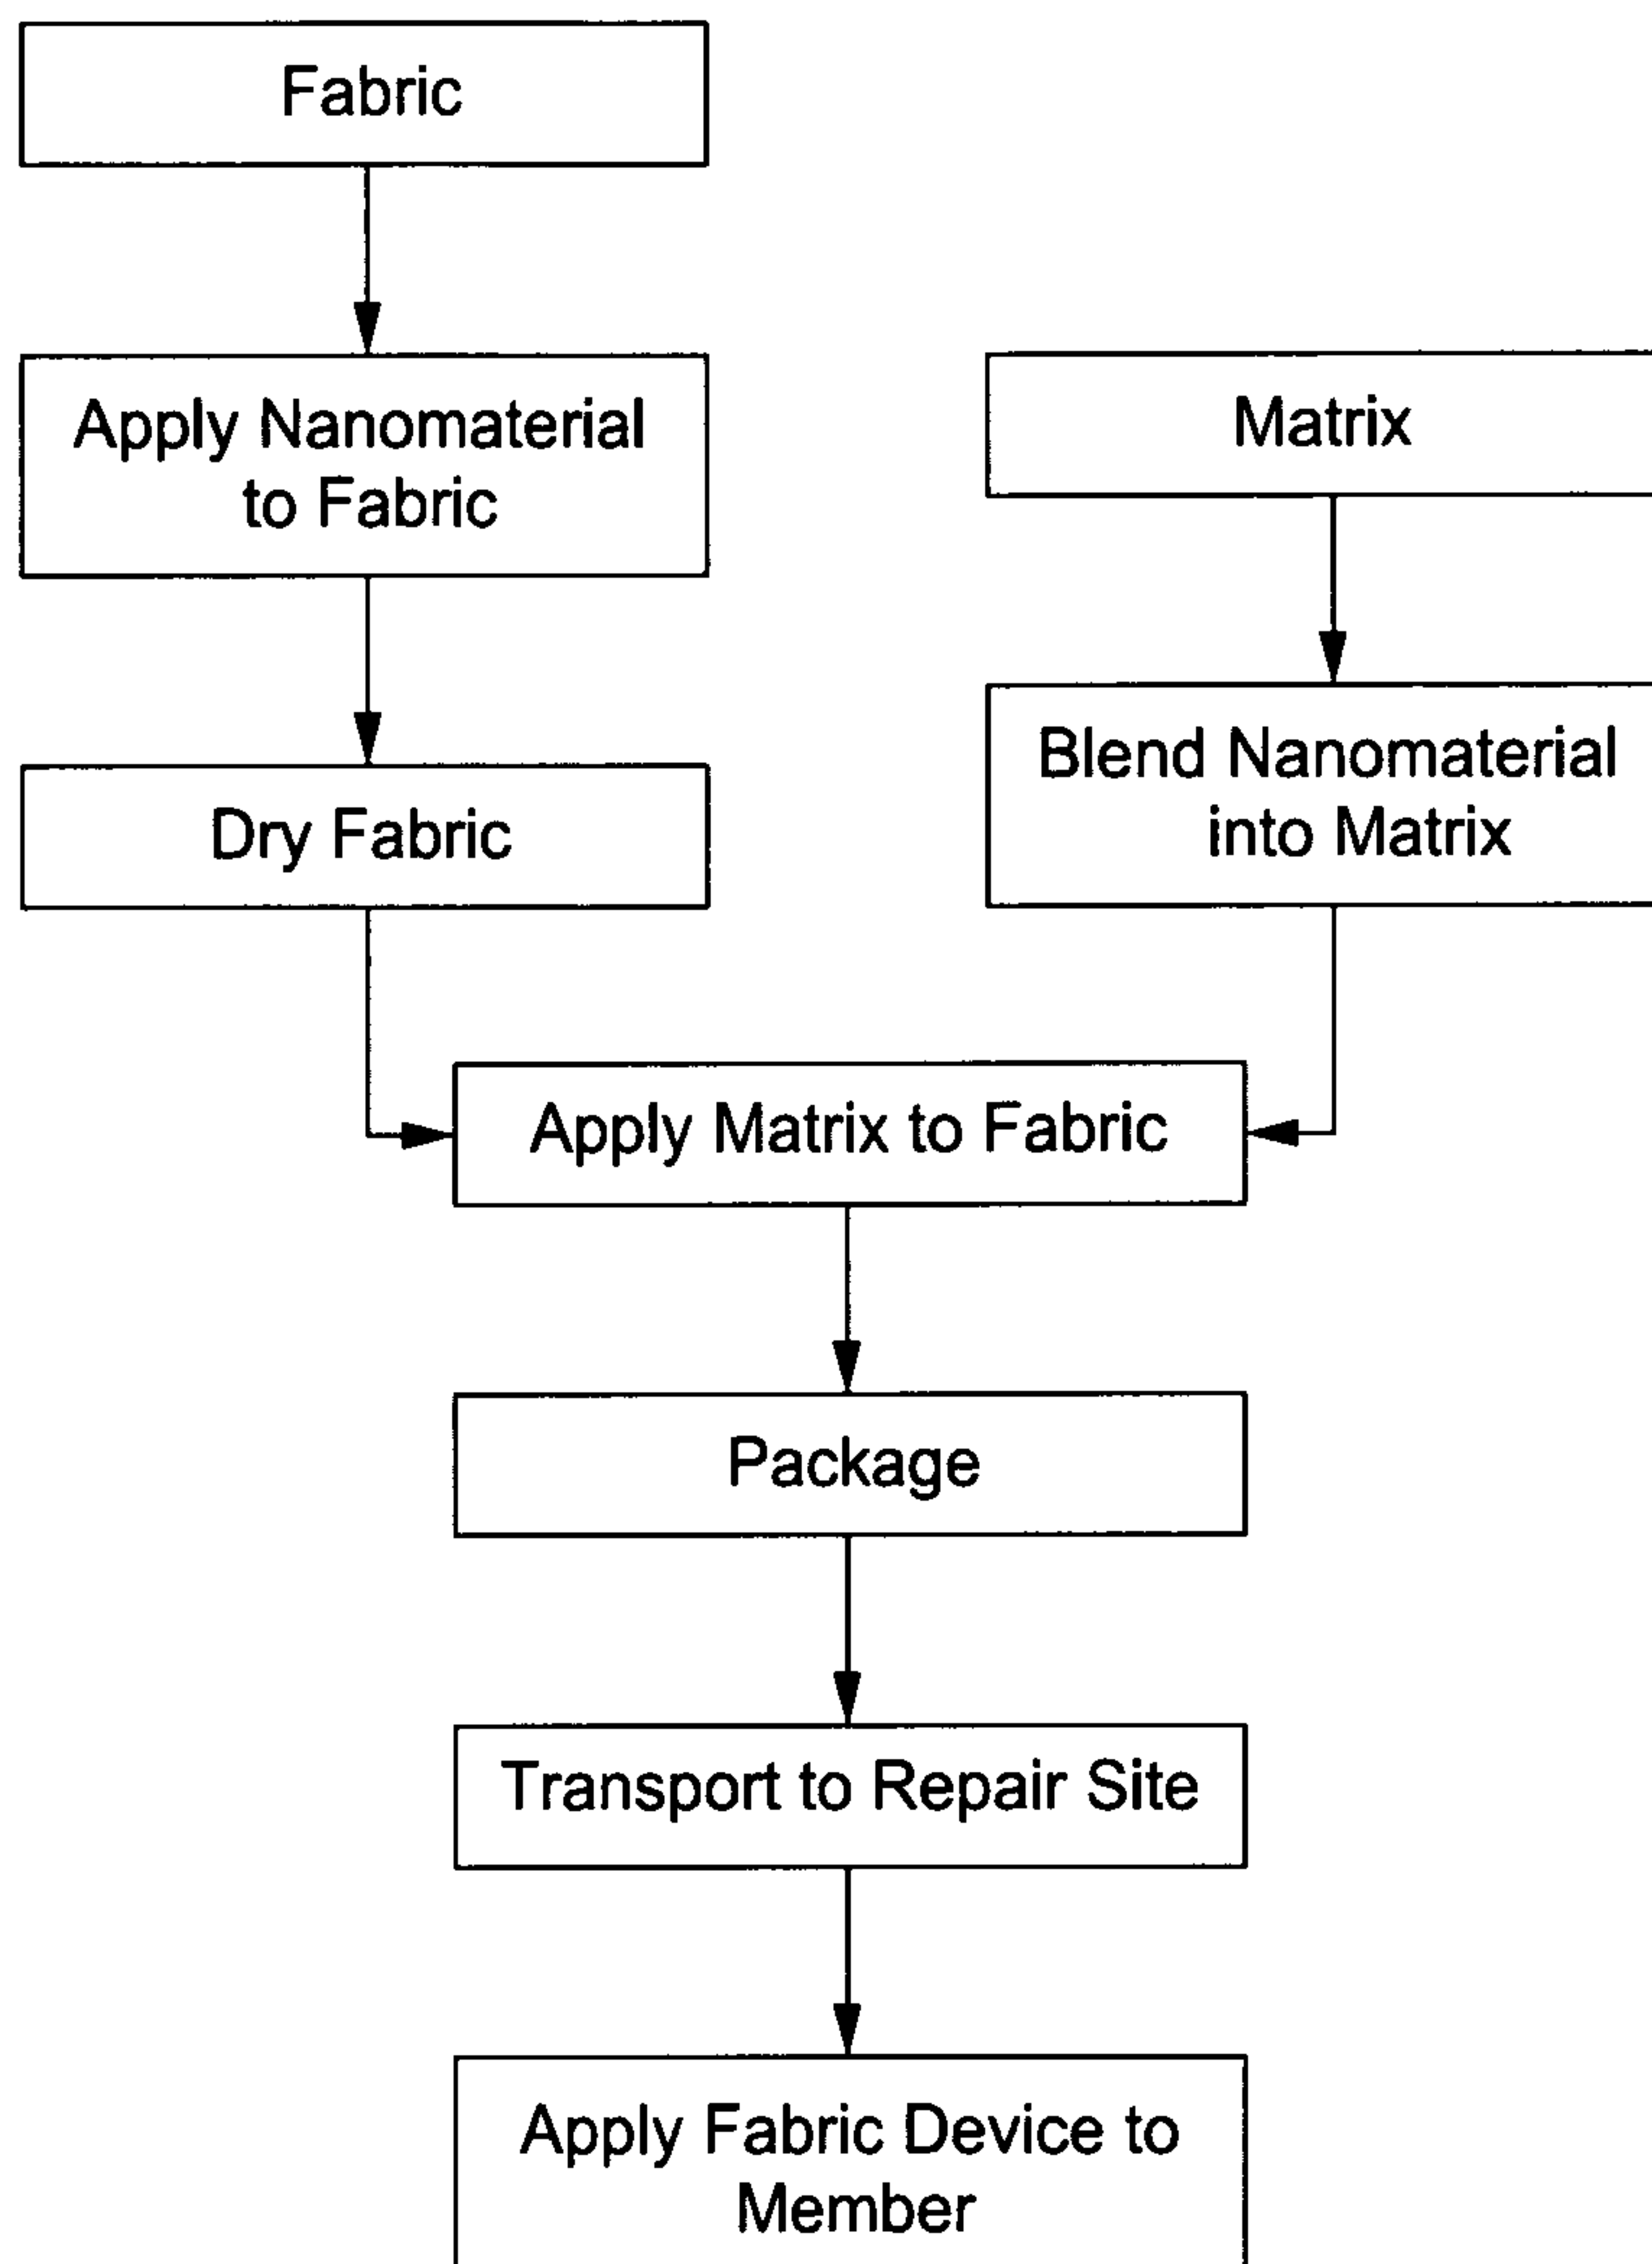 Fabric
Apply Nanomaterial
to Fabric
Matrix
Dry Fabric
Blend Nanomaterial
into Matrix
Apply Matrix to Fabric
Package
Transport to Repair Site
Apply Fabric Device to
Member